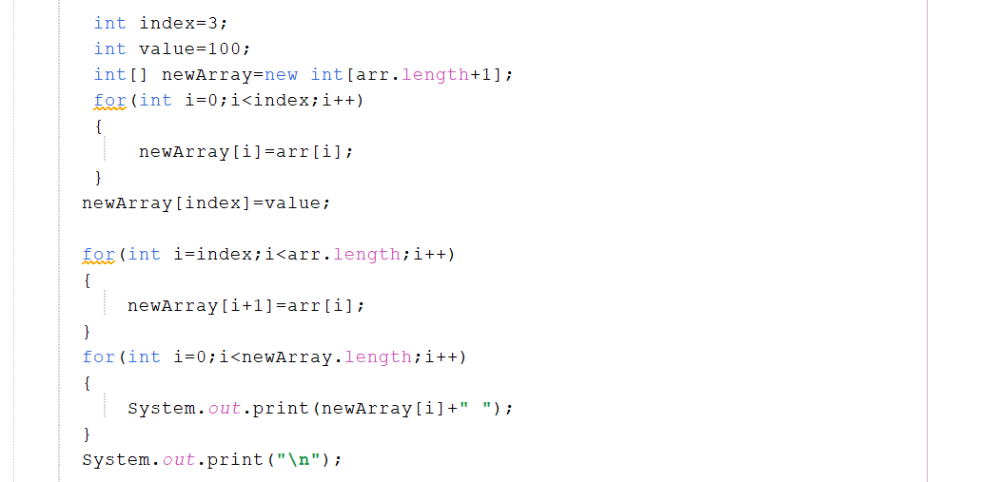 int index=3;
int value=100;
int[] newArray=new int[arr.length+1];
for(int i=0;i<index;i++)
{
newArray[i]=arr[i];
}
newArray[index]=value;
for(int i=index;i<arr.length;i++)
{
newArray[i+1]=arr[i];
}
for(int i=0;i<newArray.length;i++)
{
System.out.print(newArray[i]+" ");
}
System.out.print("\n");